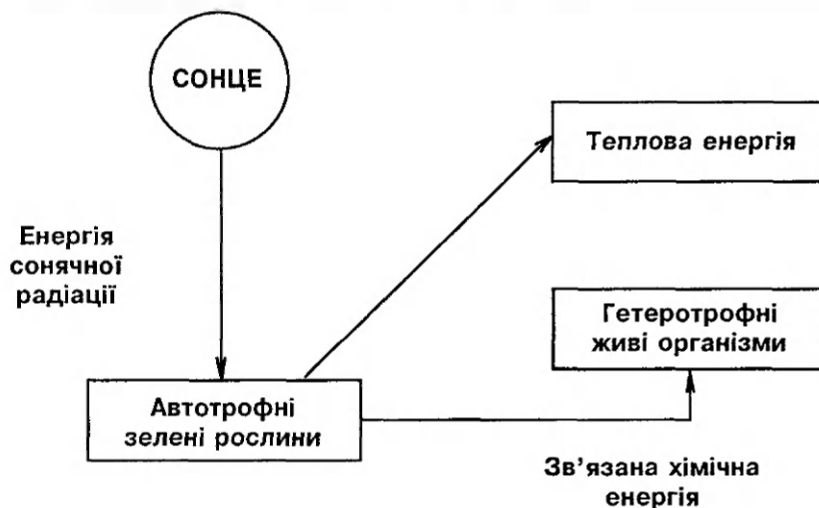 СОНЦЕ
Теплова енергія
Енергія
сонячної
радіації
Гетеротрофні
живі організми
Автотрофні
зелені рослини
Зв'язана хімічна
енергія